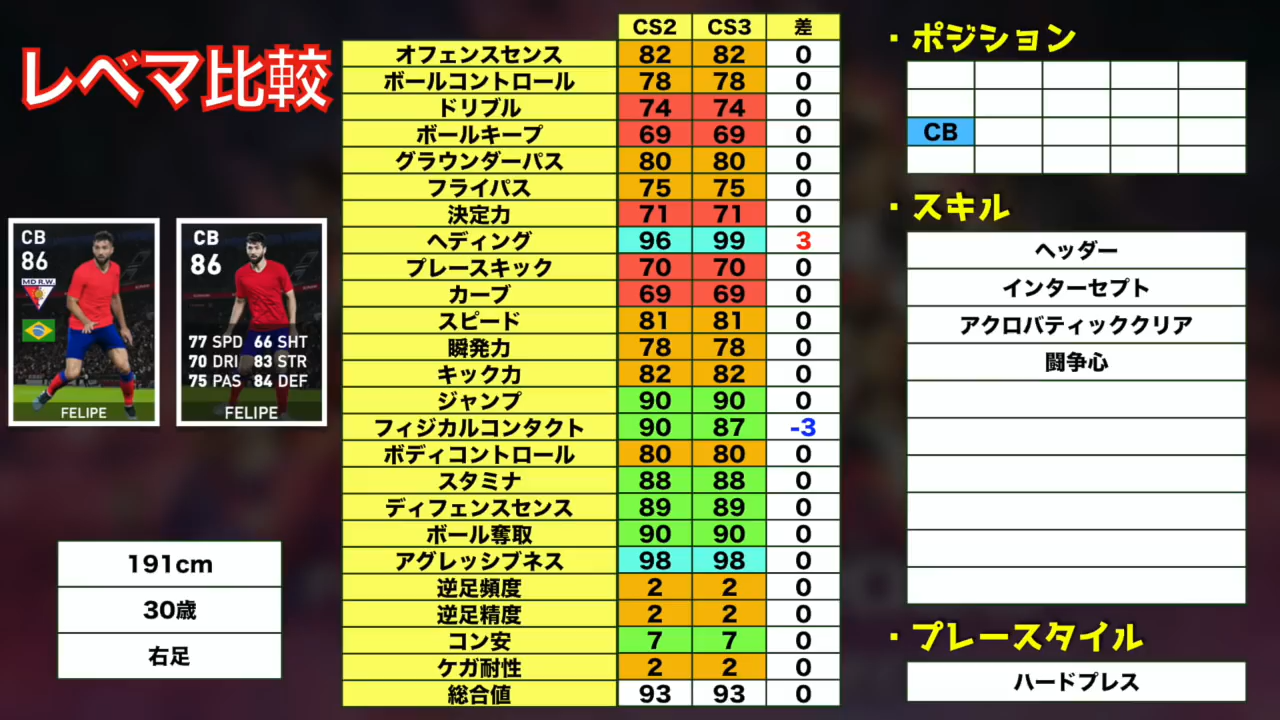 レベマ比較
CB
86
MD R.W.
FELIPE
CB
86
77 SPD 66 SHT
70 DRI 83 STR
75 PAS 84 DEF
FELIPE
191cm
30歳
右足
CS2 CS3 差
オフェンスセンス 82 82 0
ボールコントロール 78 78 0
ドリブル 74 74 0
ボールキープ 69 69 0
グラウンダーパス 80 80 0
フライパス 75 75 0
決定力 71 71 0
ヘディング 96 99 3
プレースキック 70 70 0
カーブ 69 69 0
スピード 81 81 0
瞬発力 78 78 0
キック力 82 82 0
ジャンプ 90 90 0
フィジカルコンタクト 90 87 -3
ボディコントロール 80 80 0
スタミナ 88 88 0
ディフェンスセンス 89 89 0
ボール奪取 90 90 0
アグレッシブネス 98 98 0
逆足頻度 2 2 0
逆足精度 2 2 0
コン安 7 7 0
ケガ耐性 2 2 0
総合値 93 93 0
・ポジション
CB
・スキル
ヘッダー
インターセプト
アクロバティッククリア
闘争心
・プレースタイル
ハードプレス